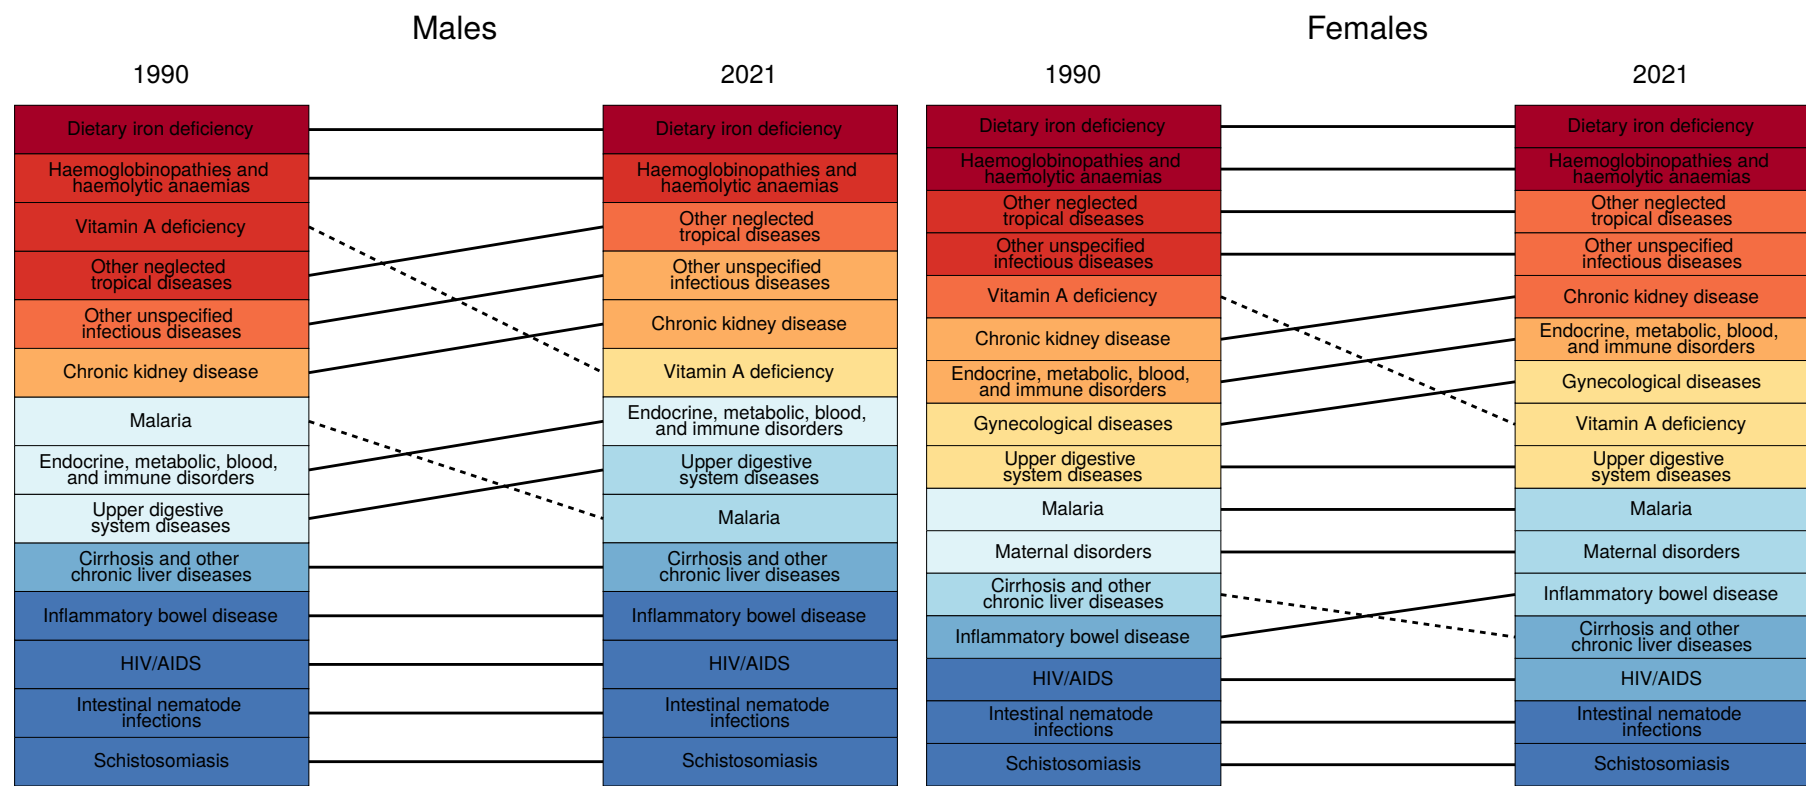 Males
1990
2021
Dietary iron deficiency
Haemoglobinopathies and
haemolytic anaemias
Vitamin A deficiency
Other neglected
tropical diseases
Other unspecified
infectious diseases
Chronic kidney disease
Malaria
Endocrine, metabolic, blood,
and immune disorders
Upper digestive
system diseases
Cirrhosis and other
chronic liver diseases
Inflammatory bowel disease
HIV/AIDS
Intestinal nematode
infections
Schistosomiasis
Dietary iron deficiency
Haemoglobinopathies and
haemolytic anaemias
Other neglected
tropical diseases
Other unspecified
infectious diseases
Chronic kidney disease
Vitamin A deficiency
Endocrine, metabolic, blood,
and immune disorders
Upper digestive
system diseases
Malaria
Cirrhosis and other
chronic liver diseases
Inflammatory bowel disease
HIV/AIDS
Intestinal nematode
infections
Schistosomiasis
Females
1990
2021
Dietary iron deficiency
Haemoglobinopathies and
haemolytic anaemias
Other neglected
tropical diseases
Other unspecified
infectious diseases
Vitamin A deficiency
Chronic kidney disease
Endocrine, metabolic, blood,
and immune disorders
Gynecological diseases
Upper digestive
system diseases
Malaria
Maternal disorders
Cirrhosis and other
chronic liver diseases
Inflammatory bowel disease
HIV/AIDS
Intestinal nematode
infections
Schistosomiasis
Dietary iron deficiency
Haemoglobinopathies and
haemolytic anaemias
Other neglected
tropical diseases
Other unspecified
infectious diseases
Chronic kidney disease
Endocrine, metabolic, blood,
and immune disorders
Gynecological diseases
Vitamin A deficiency
Upper digestive
system diseases
Malaria
Maternal disorders
Inflammatory bowel disease
Cirrhosis and other
chronic liver diseases
HIV/AIDS
Intestinal nematode
infections
Schistosomiasis